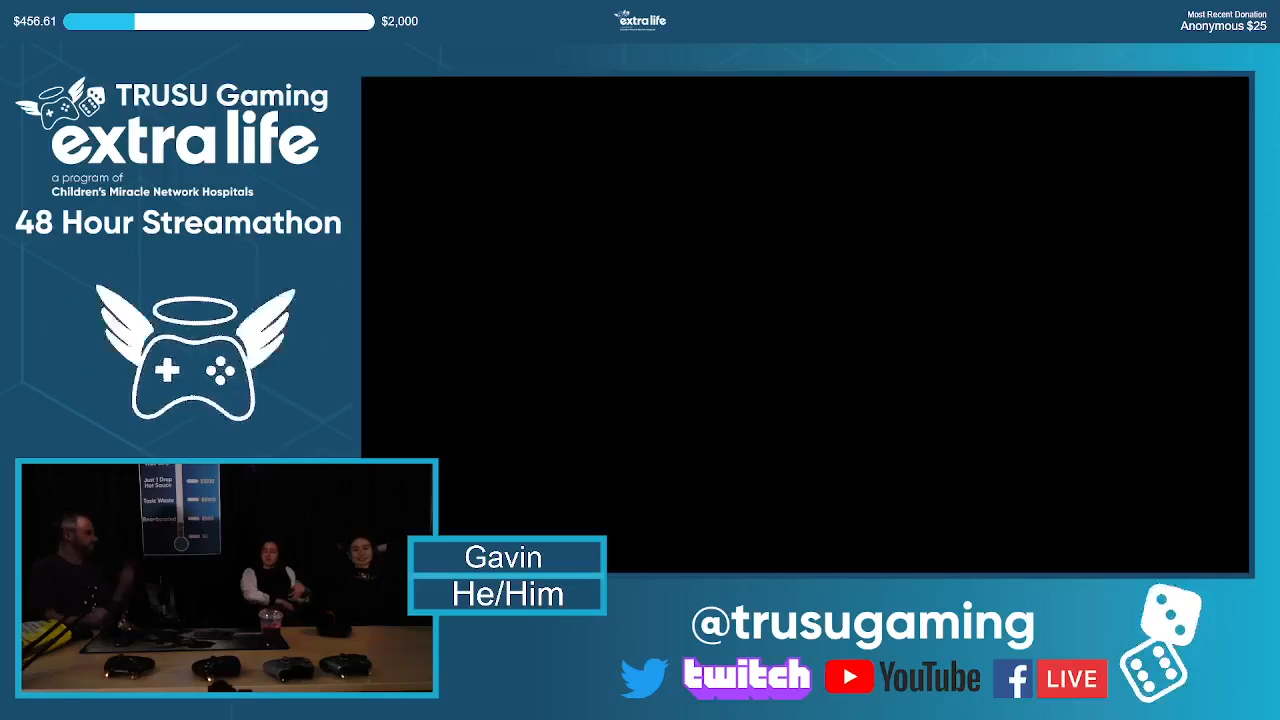 $456.61
$2,000
extra life
Most Recent Donation
Anonymous $25
TRUSU Gaming
extra life
a program of
Children's Miracle Network Hospitals
48 Hour Streamathon
Just 1 Drop
Hot Sauce
Toxic Waste
Gavin
He/Him
@trusugaming
twitch
YouTube
f LIVE